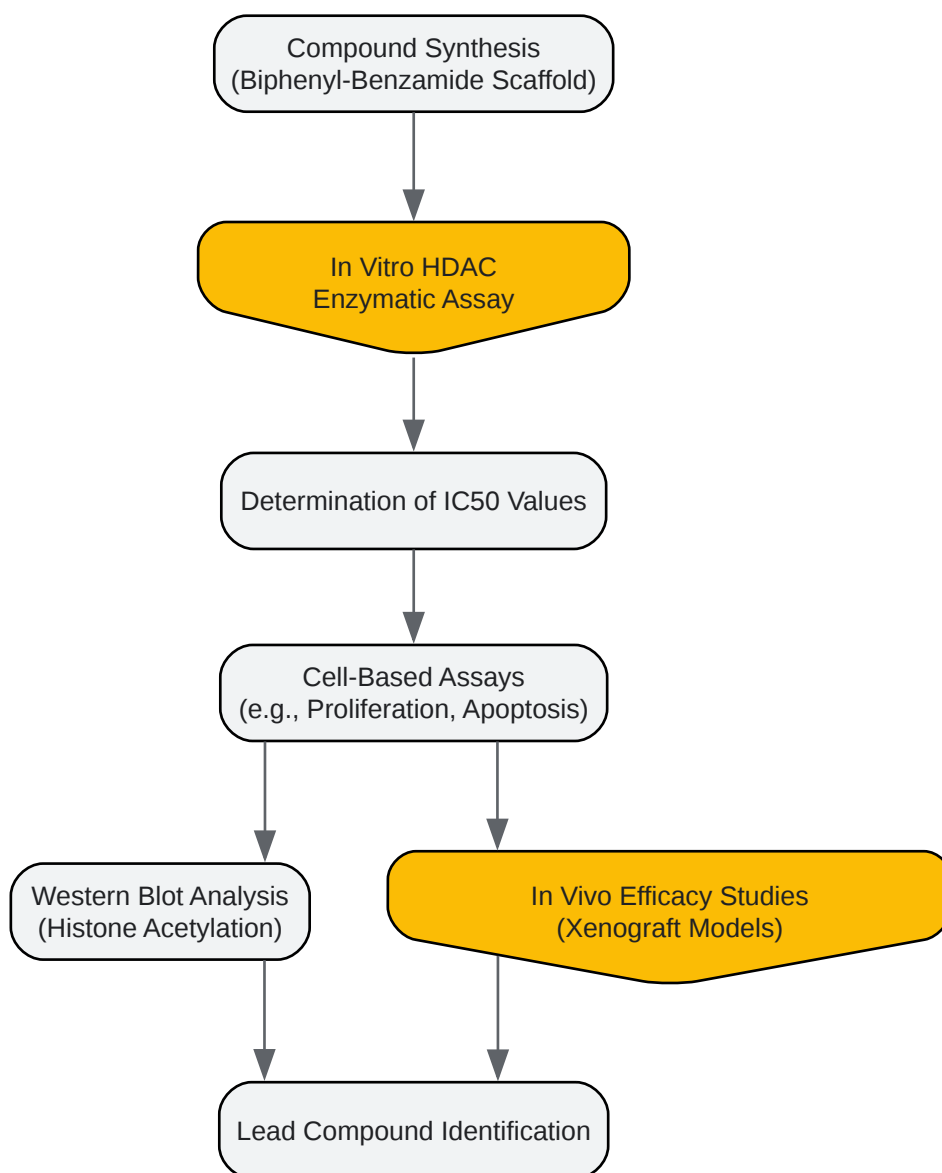 Compound Synthesis
(Biphenyl-Benzamide Scaffold)
In Vitro HDAC
Enzymatic Assay
Determination of IC50 Values
Cell-Based Assays
(e.g., Proliferation, Apoptosis)
Western Blot Analysis
(Histone Acetylation)
In Vivo Efficacy Studies
(Xenograft Models)
Lead Compound Identification